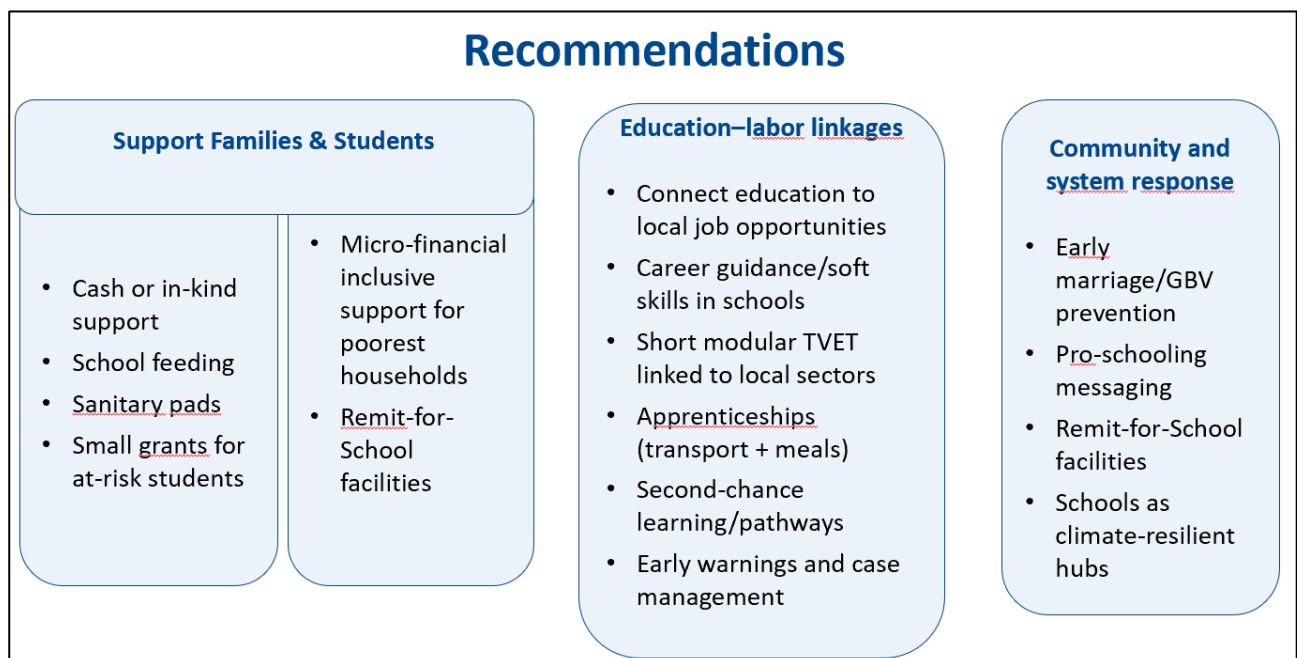 Recommendations
Support Families & Students
• Cash or in-kind
support
• School feeding
• Sanitary pads
• Small grants for
at-risk students
• Micro-financial
inclusive
support for
poorest
households
• Remit-for-
School
facilities
Education–labor linkages
• Connect education to
local job opportunities
• Career guidance/soft
skills in schools
• Short modular TVET
linked to local sectors
• Apprenticeships
(transport + meals)
• Second-chance
learning/pathways
• Early warnings and case
management
Community and
system response
• Early
marriage/GBV
prevention
• Pro-schooling
messaging
• Remit-for-School
facilities
• Schools as
climate-resilient
hubs